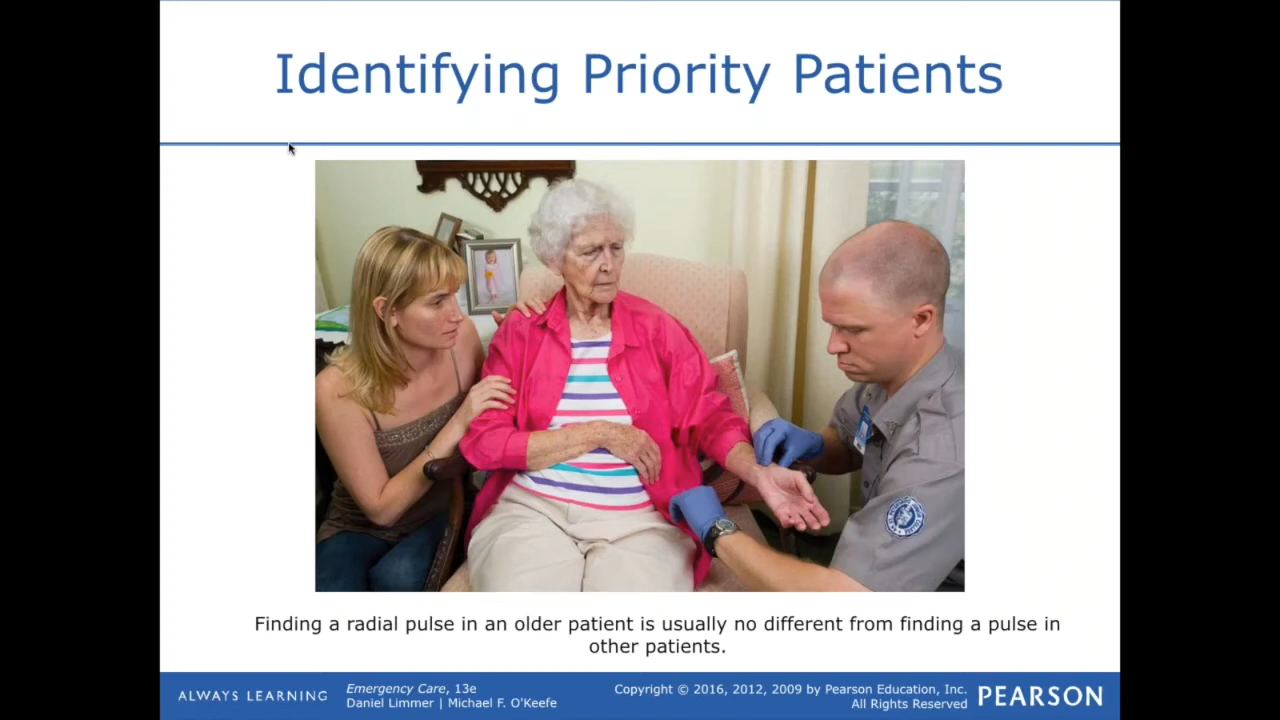 Identifying Priority Patients
Finding a radial pulse in an older patient is usually no different from finding a pulse in
other patients.
ALWAYS LEARNING
Emergency Care, 13e
Daniel Limmer | Michael F. O'Keefe
Copyright © 2016, 2012, 2009 by Pearson Education, Inc.
All Rights Reserved
PEARSON